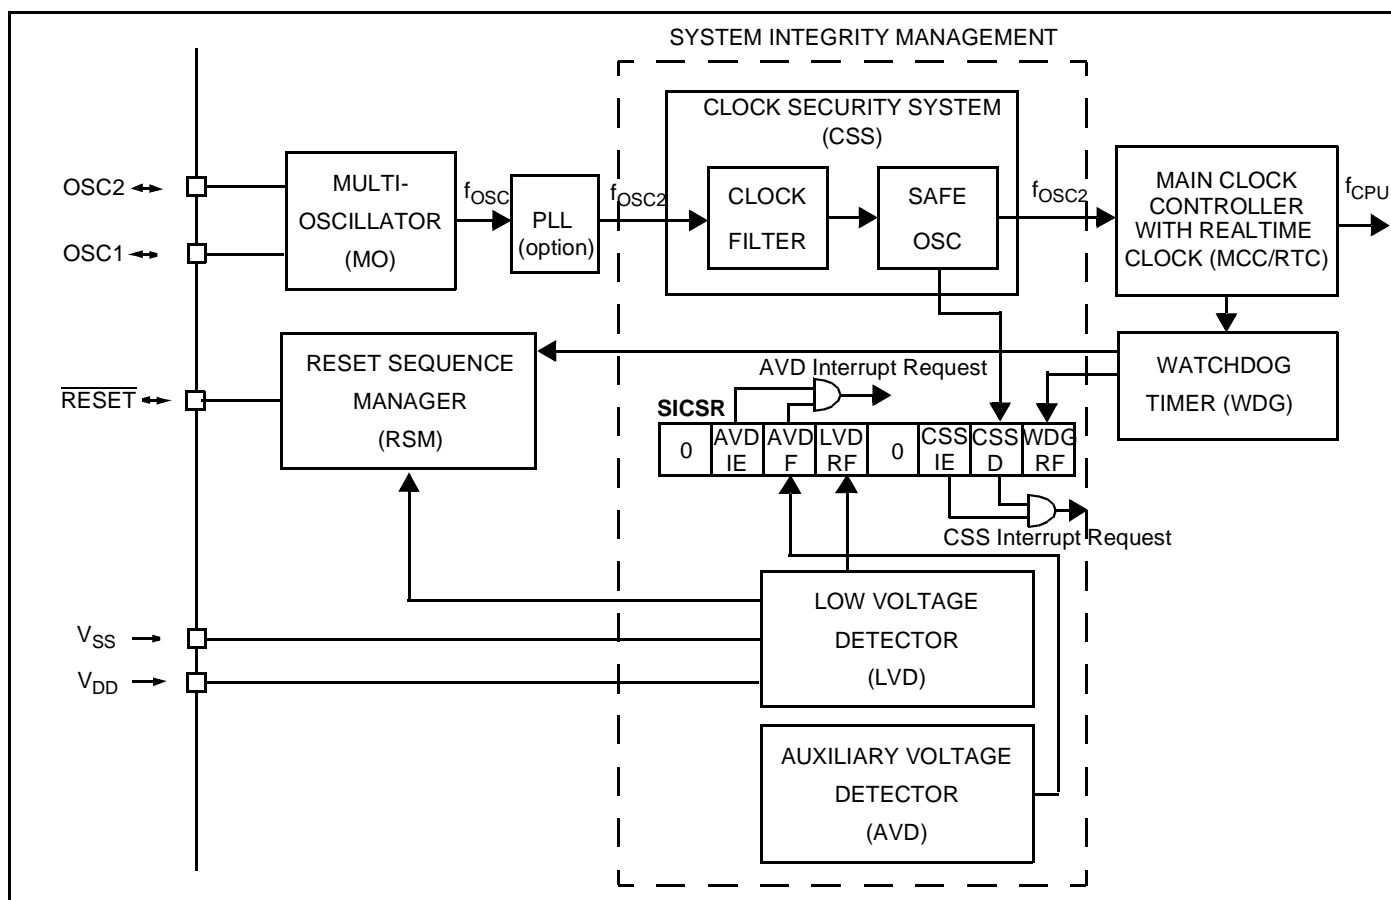 SYSTEM INTEGRITY MANAGEMENT
CLOCK SECURITY SYSTEM
(CSS)
OSC2
OSC1
MULTI-
OSCILLATOR
(MO)
fOSC
PLL
(option)
fOSC2
CLOCK
FILTER
SAFE
OSC
fOSC2
MAIN CLOCK
CONTROLLER
WITH REALTIME
CLOCK (MCC/RTC)
fCPU
RESET
RESET SEQUENCE
MANAGER
(RSM)
AVD Interrupt Request
WATCHDOG
TIMER (WDG)
SICSR
0
AVD
IE
AVD
F
LVD
RF
0
CSS
IE
CSS
D
WDG
RF
CSS Interrupt Request
VSS
VDD
LOW VOLTAGE
DETECTOR
(LVD)
AUXILIARY VOLTAGE
DETECTOR
(AVD)